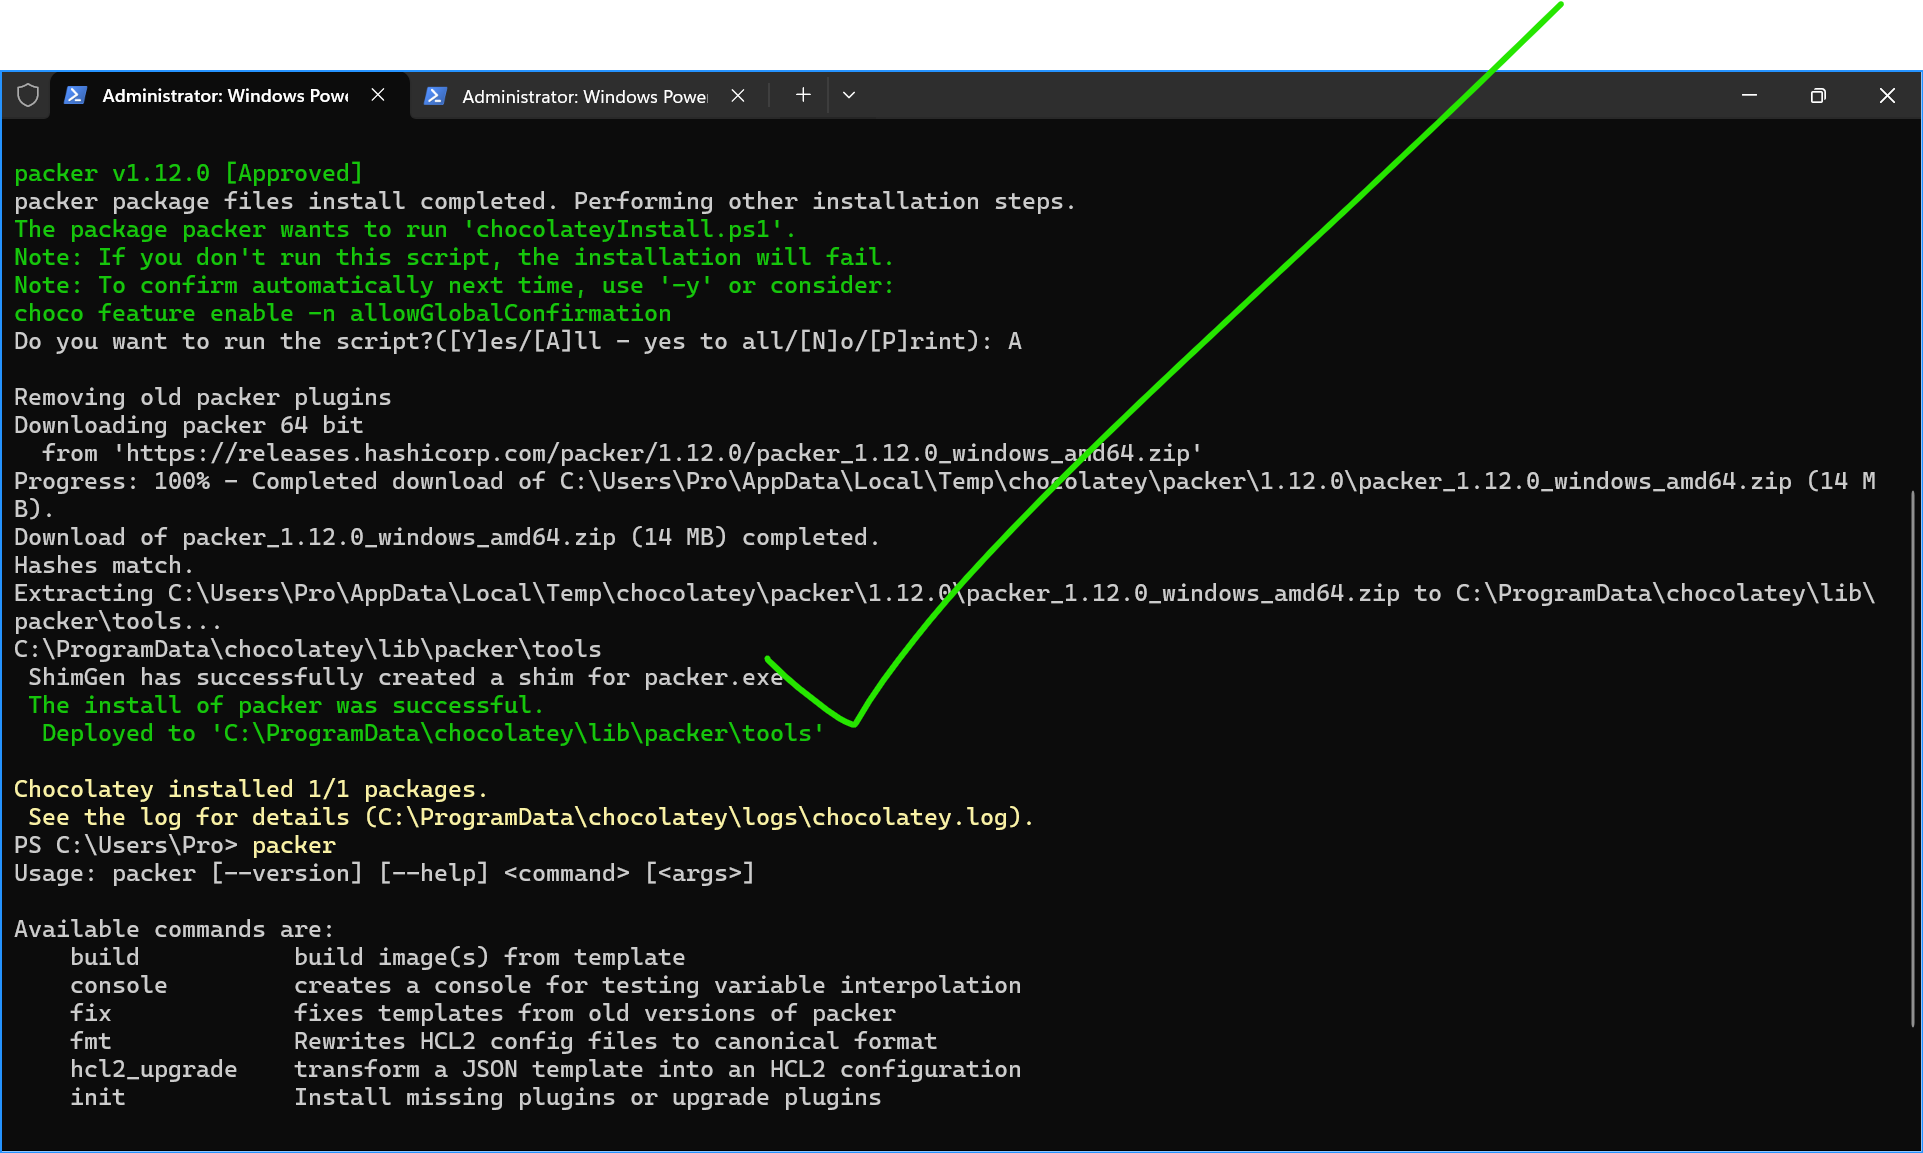 Administrator: Windows Powe
Administrator: Windows Powe
packer v1.12.0 [Approved]
packer package files install completed. Performing other installation steps.
The package packer wants to run 'chocolateyInstall.ps1'.
Note: If you don't run this script, the installation will fail.
Note: To confirm automatically next time, use '-y' or consider:
choco feature enable -n allowGlobalConfirmation
Do you want to run the script?([Y]es/[A]ll - yes to all/[N]o/[P]rint): A
Removing old packer plugins
Downloading packer 64 bit
  from 'https://releases.hashicorp.com/packer/1.12.0/packer_1.12.0_windows_amd64.zip'
Progress: 100% - Completed download of C:\Users\Pro\AppData\Local\Temp\chocolatey\packer\1.12.0\packer_1.12.0_windows_amd64.zip (14 M
B).
Download of packer_1.12.0_windows_amd64.zip (14 MB) completed.
Hashes match.
Extracting C:\Users\Pro\AppData\Local\Temp\chocolatey\packer\1.12.0\packer_1.12.0_windows_amd64.zip to C:\ProgramData\chocolatey\lib\
packer\tools...
C:\ProgramData\chocolatey\lib\packer\tools
 ShimGen has successfully created a shim for packer.exe
 The install of packer was successful.
  Deployed to 'C:\ProgramData\chocolatey\lib\packer\tools'
Chocolatey installed 1/1 packages.
 See the log for details (C:\ProgramData\chocolatey\logs\chocolatey.log).
PS C:\Users\Pro> packer
Usage: packer [--version] [--help] <command> [<args>]
Available commands are:
    build           build image(s) from template
    console         creates a console for testing variable interpolation
    fix             fixes templates from old versions of packer
    fmt             Rewrites HCL2 config files to canonical format
    hcl2_upgrade    transform a JSON template into an HCL2 configuration
    init            Install missing plugins or upgrade plugins